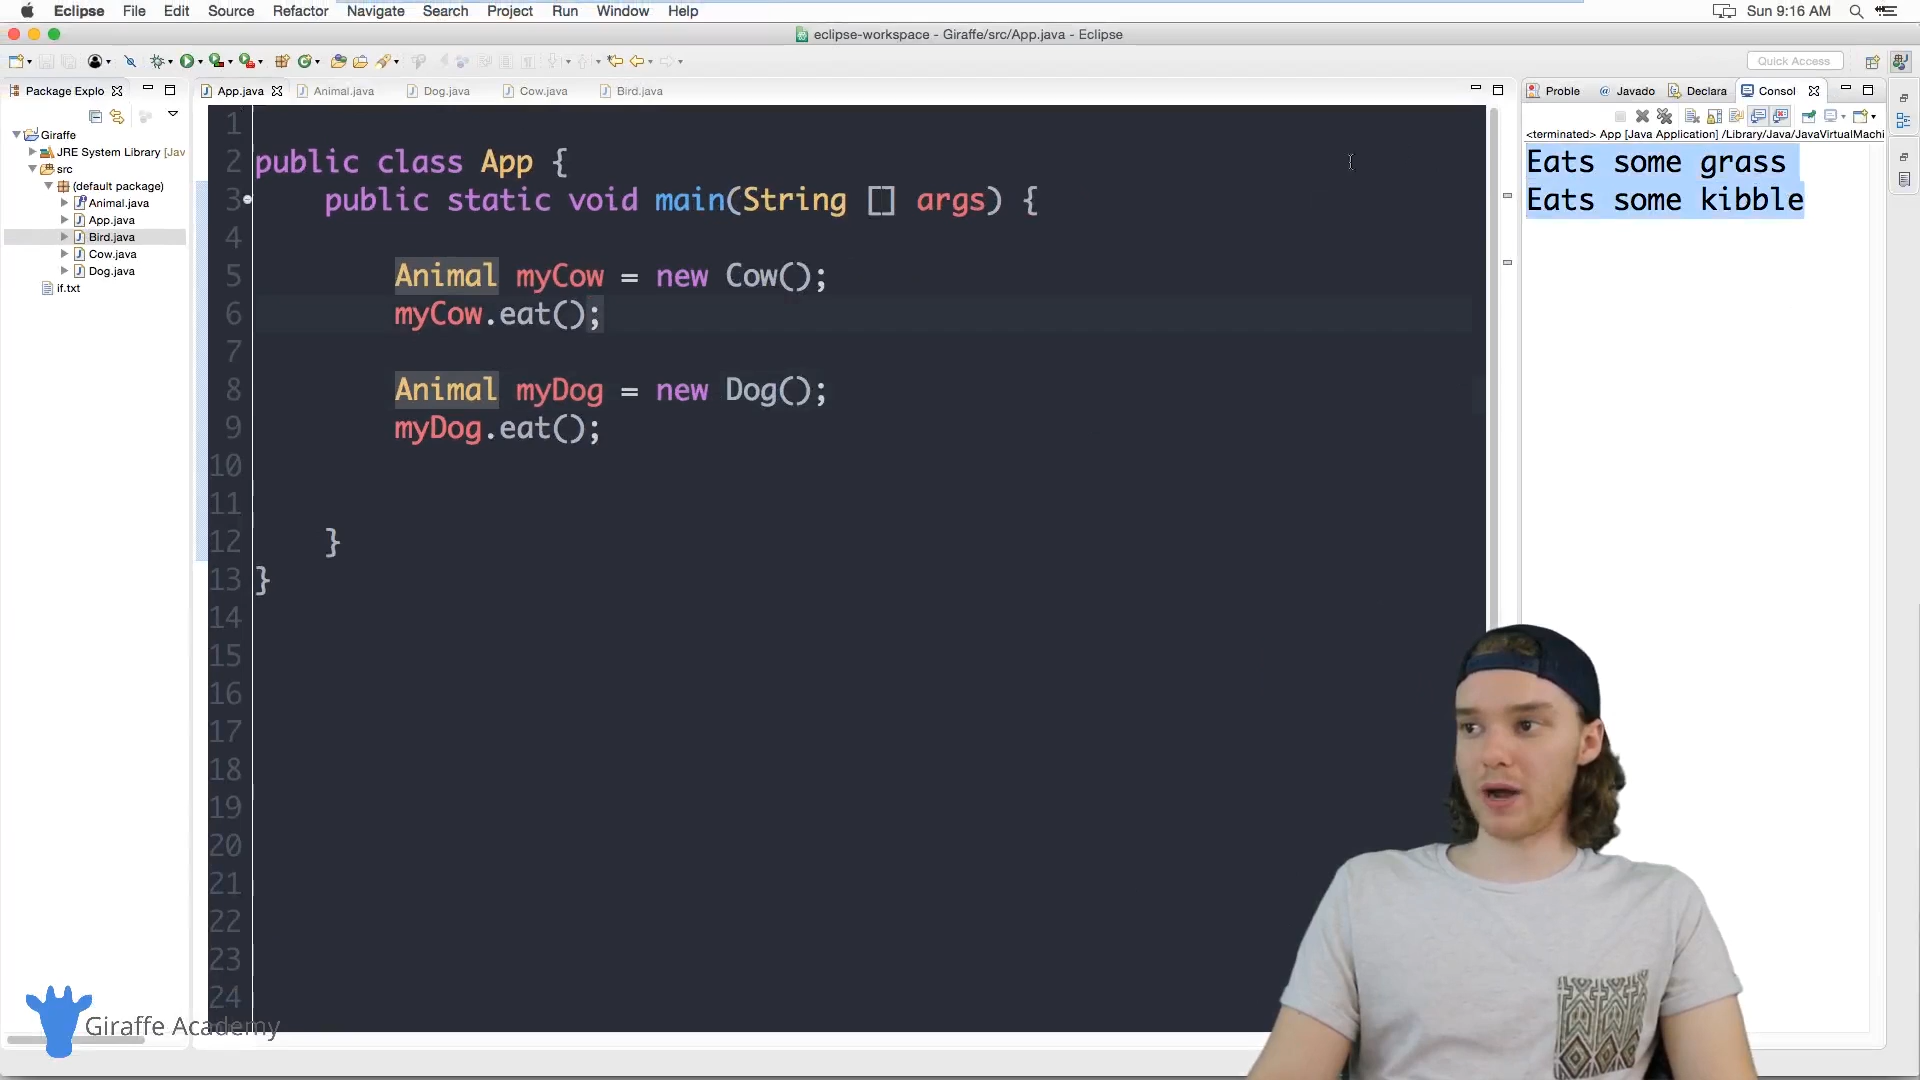 Eclipse File Edit Source Refactor Navigate Search Project Run Window Help Sun 9:16 AM
eclipse-workspace - Giraffe/src/App.java - Eclipse
Quick Access
Package Explo App.java Animal.java Dog.java Cow.java Bird.java Proble Javado Declara Consol
<terminated> App [Java Application] /Library/Java/JavaVirtualMachi
Giraffe
JRE System Library [Jav
src
(default package)
Animal.java
App.java
Bird.java
Cow.java
Dog.java
if.txt
1
2 public class App {
3 public static void main(String [] args) {
4
5 Animal myCow = new Cow();
6 myCow.eat();
7
8 Animal myDog = new Dog();
9 myDog.eat();
10
11
12 }
13 }
14
15
16
17
18
19
20
21
22
23
24
Eats some grass
Eats some kibble
Giraffe Academy